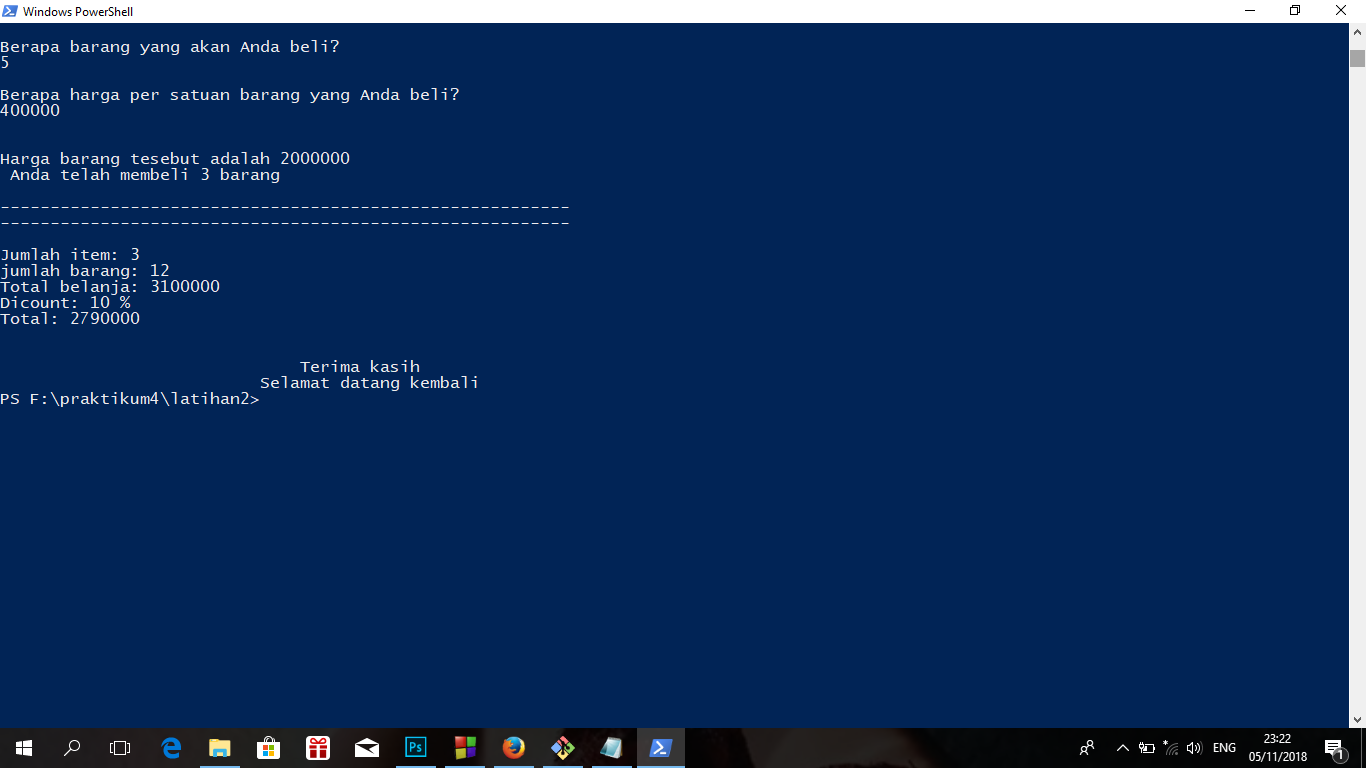 Windows PowerShell
Berapa barang yang akan Anda beli?
5
Berapa harga per satuan barang yang Anda beli?
400000
Harga barang tesebut adalah 2000000
Anda telah membeli 3 barang
---------------------------------------------------------
---------------------------------------------------------
Jumlah item: 3
jumlah barang: 12
Total belanja: 3100000
Dicount: 10 %
Total: 2790000
Terima kasih
Selamat datang kembali
PS F:\praktikum4\latihan2>
Ps
ENG
23:22
05/11/2018
1